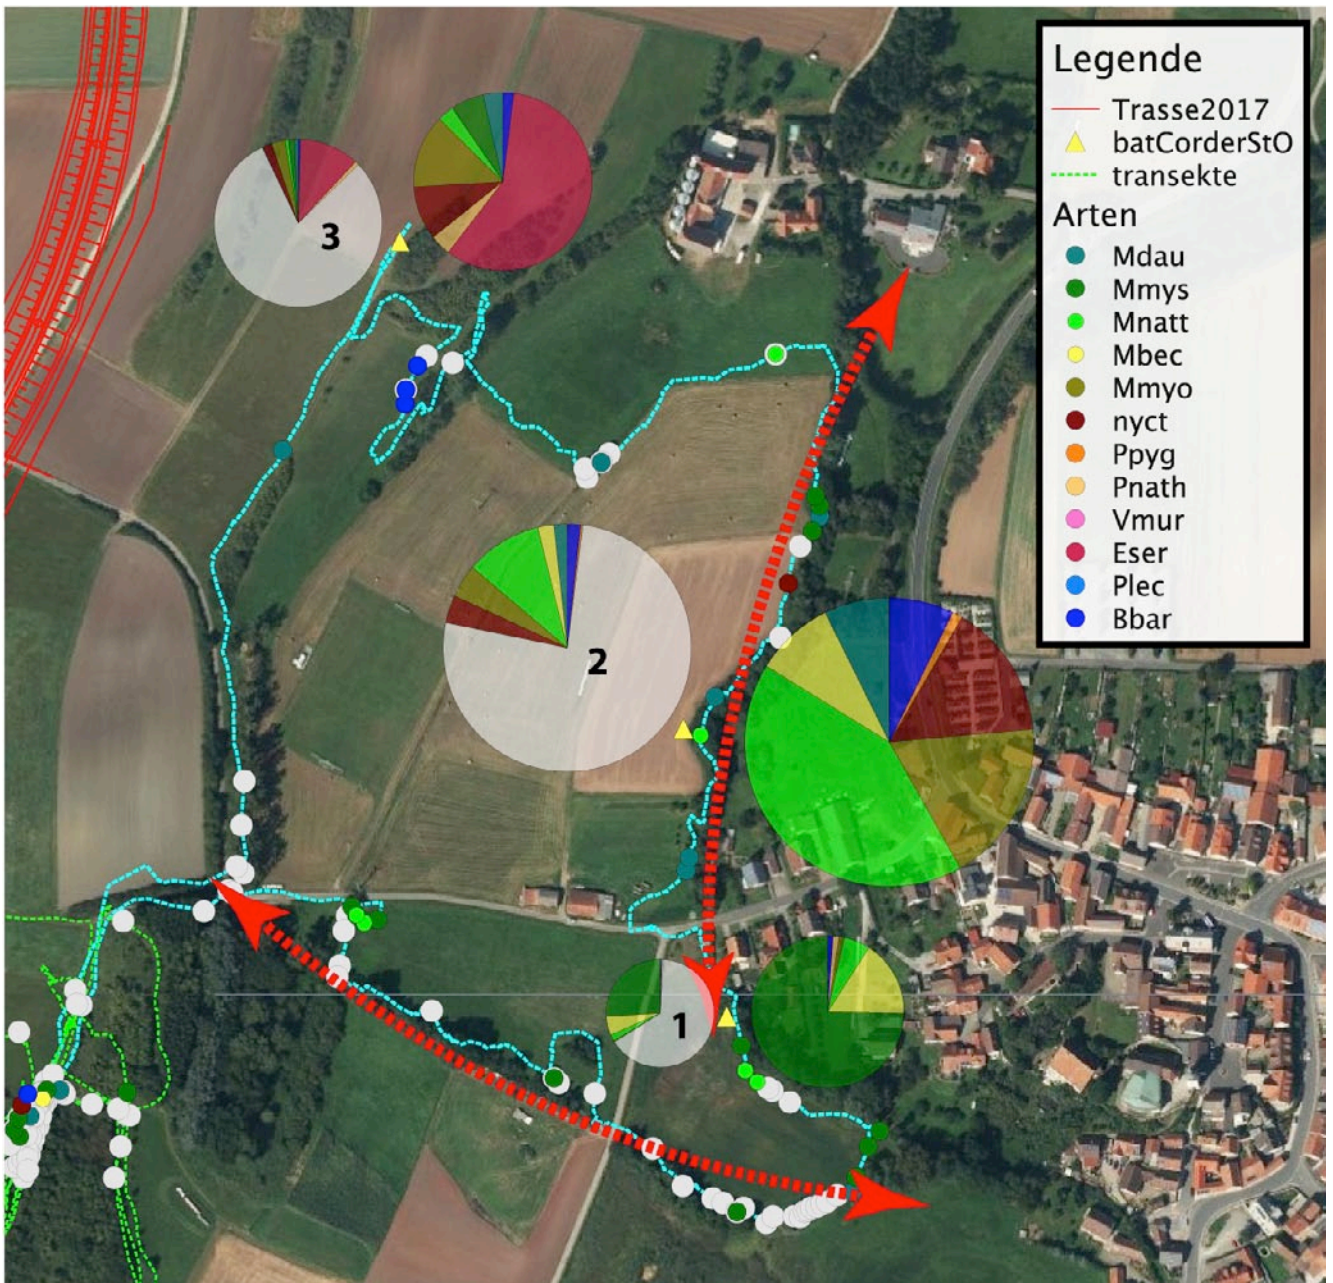 Legende
Trasse2017
batCorderStO
transekte
Arten
Mdau
Mmys
Mnatt
Mbec
Mmyo
nyct
Ppyg
Pnath
Vmur
Eser
Plec
Bbar
3
2
1